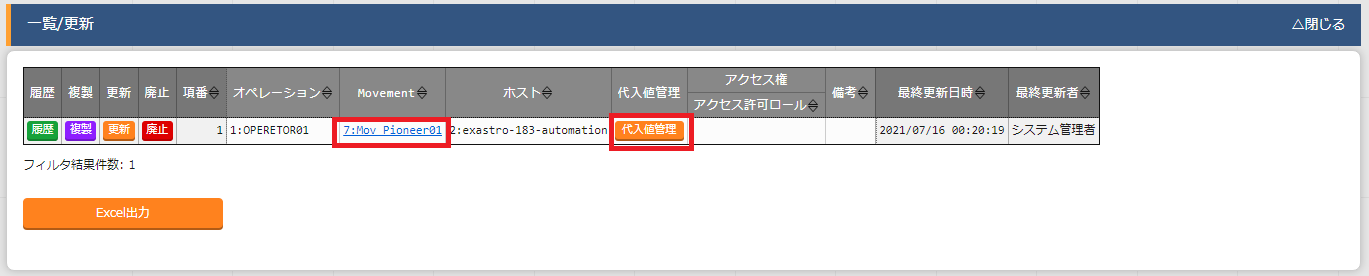 一覧/更新 △閉じる
履歴 複製 更新 廃止 項番 オペレーション Movement ホスト 代入値管理 アクセス権 備考 最終更新日時 最終更新者
アクセス許可ロール
履歴 複製 更新 廃止 1 1:OPERETOR01 7:Mov_Pioneer01 2:exastro-183-automation 代入値管理 2021/07/16 00:20:19 システム管理者
フィルタ結果件数: 1
Excel出力